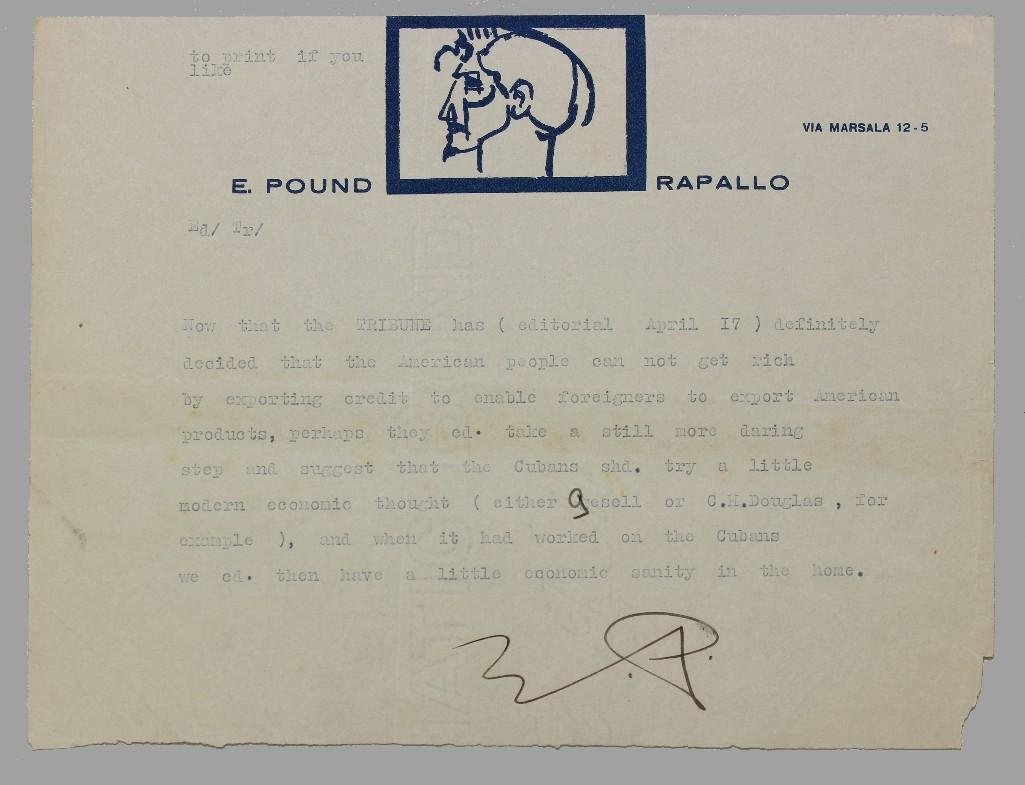 to print if you
like
VIA MARSALA 12-5
E. POUND RAPALLO
Ed/ Tr/
Now that the TRIBUNE has ( editorial April I7 ) definitely
decided that the American people can not get rich
by exporting credit to enable foreigners to export American
products, perhaps they cd. take a still more daring
step and suggest that the Cubans shd. try a little
modern economic thought ( either Gesell or C.H.Douglas , for
example ), and when it had worked on the Cubans
we cd. then have a little economic sanity in the home.
E.P.